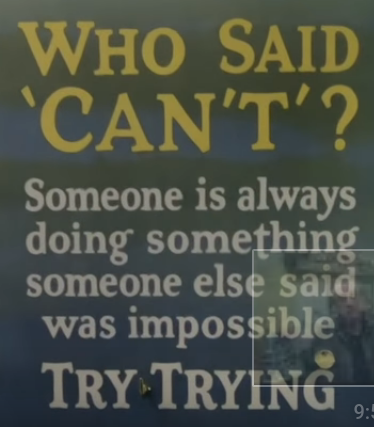 WHO SAID
'CAN'T'?
Someone is always
doing something
someone else said
was impossible
TRY TRYING